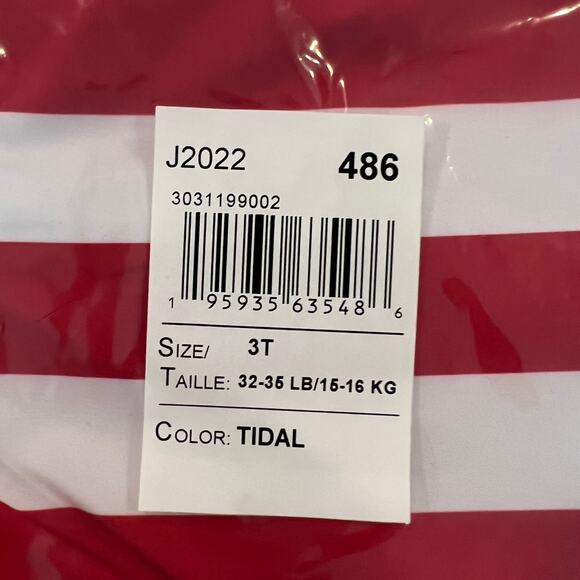 J2022 486
3031199002
1 95935 63548 6
SIZE/ 3T
TAILLE: 32-35 LB/15-16 KG
COLOR: TIDAL